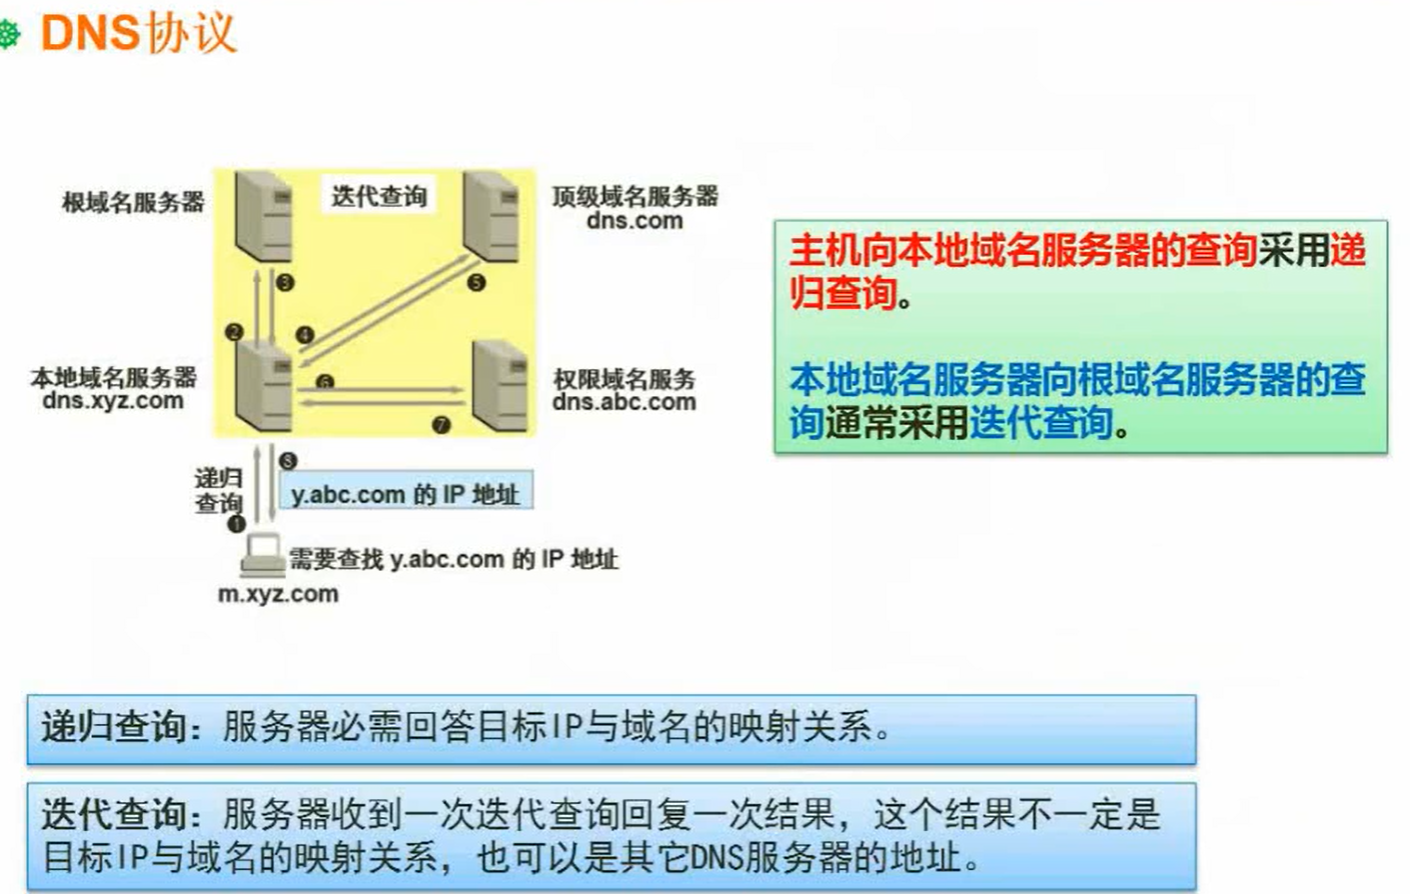 DNS协议
根域名服务器
迭代查询
顶级域名服务器
dns.com
❸
❺
❷
❹
本地域名服务器
dns.xyz.com
❻
权限域名服务
dns.abc.com
❼
递归
查询
❽
y.abc.com 的 IP 地址
❶
需要查找 y.abc.com 的 IP 地址
m.xyz.com
主机向本地域名服务器的查询采用递
归查询。
本地域名服务器向根域名服务器的查
询通常采用迭代查询。
递归查询：服务器必需回答目标IP与域名的映射关系。
迭代查询：服务器收到一次迭代查询回复一次结果，这个结果不一定是
目标IP与域名的映射关系，也可以是其它DNS服务器的地址。